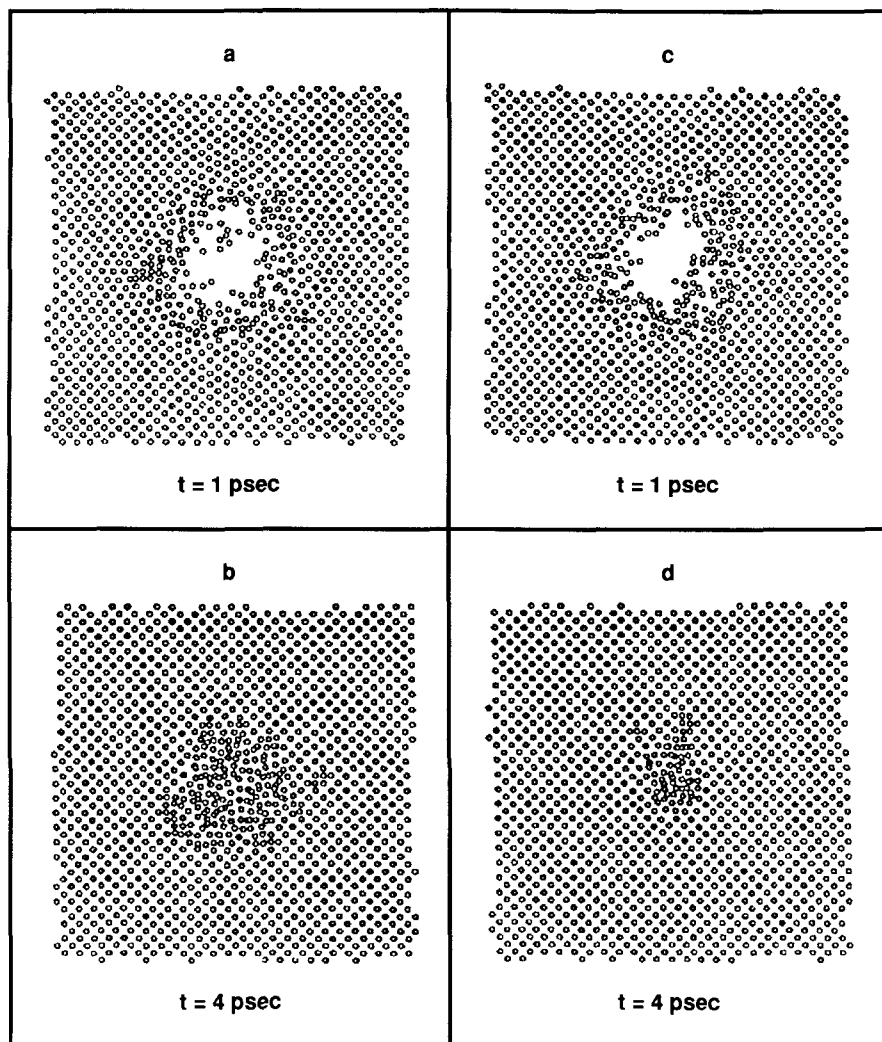 a
t = 1 psec
c
t = 1 psec
b
t = 4 psec
d
t = 4 psec